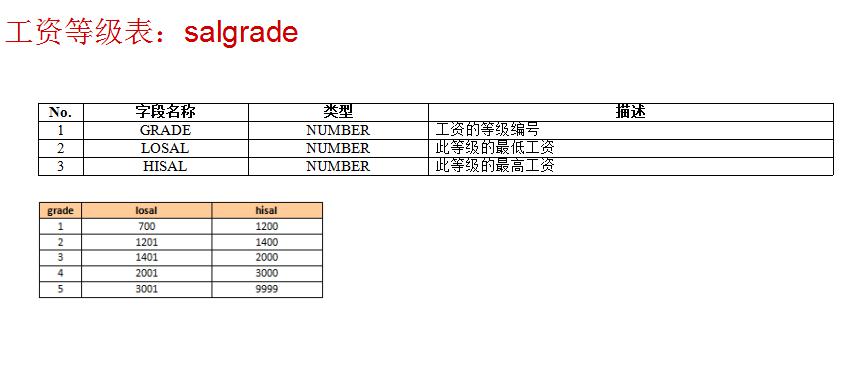 工资等级表：salgrade
No. 字段名称 类型 描述
1 GRADE NUMBER 工资的等级编号
2 LOSAL NUMBER 此等级的最低工资
3 HISAL NUMBER 此等级的最高工资
grade losal hisal
1 700 1200
2 1201 1400
3 1401 2000
4 2001 3000
5 3001 9999